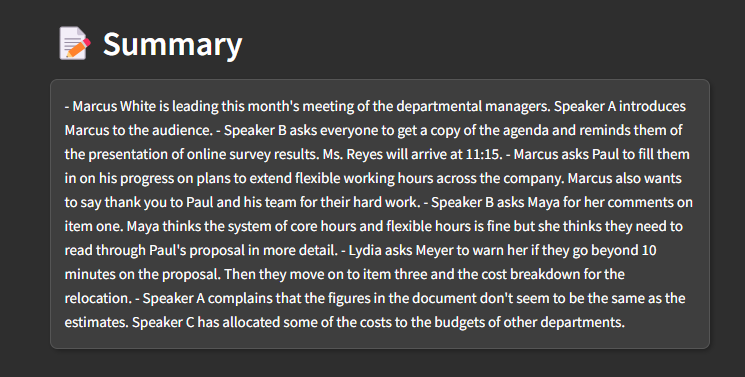 Summary
- Marcus White is leading this month's meeting of the departmental managers. Speaker A introduces
Marcus to the audience. - Speaker B asks everyone to get a copy of the agenda and reminds them of
the presentation of online survey results. Ms. Reyes will arrive at 11:15. - Marcus asks Paul to fill them
in on his progress on plans to extend flexible working hours across the company. Marcus also wants
to say thank you to Paul and his team for their hard work. - Speaker B asks Maya for her comments on
item one. Maya thinks the system of core hours and flexible hours is fine but she thinks they need to
read through Paul's proposal in more detail. - Lydia asks Meyer to warn her if they go beyond 10
minutes on the proposal. Then they move on to item three and the cost breakdown for the
relocation. - Speaker A complains that the figures in the document don't seem to be the same as the
estimates. Speaker C has allocated some of the costs to the budgets of other departments.